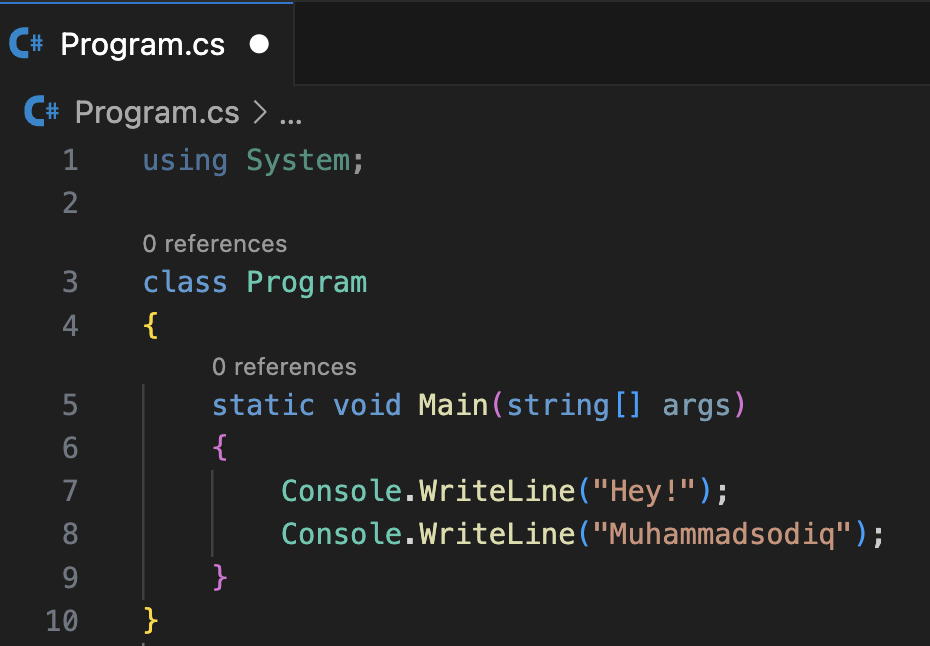 Program.cs
Program.cs > ...
1 using System;
2
0 references
3 class Program
4 {
0 references
5 static void Main(string[] args)
6 {
7 Console.WriteLine("Hey!");
8 Console.WriteLine("Muhammadsodiq");
9 }
10 }